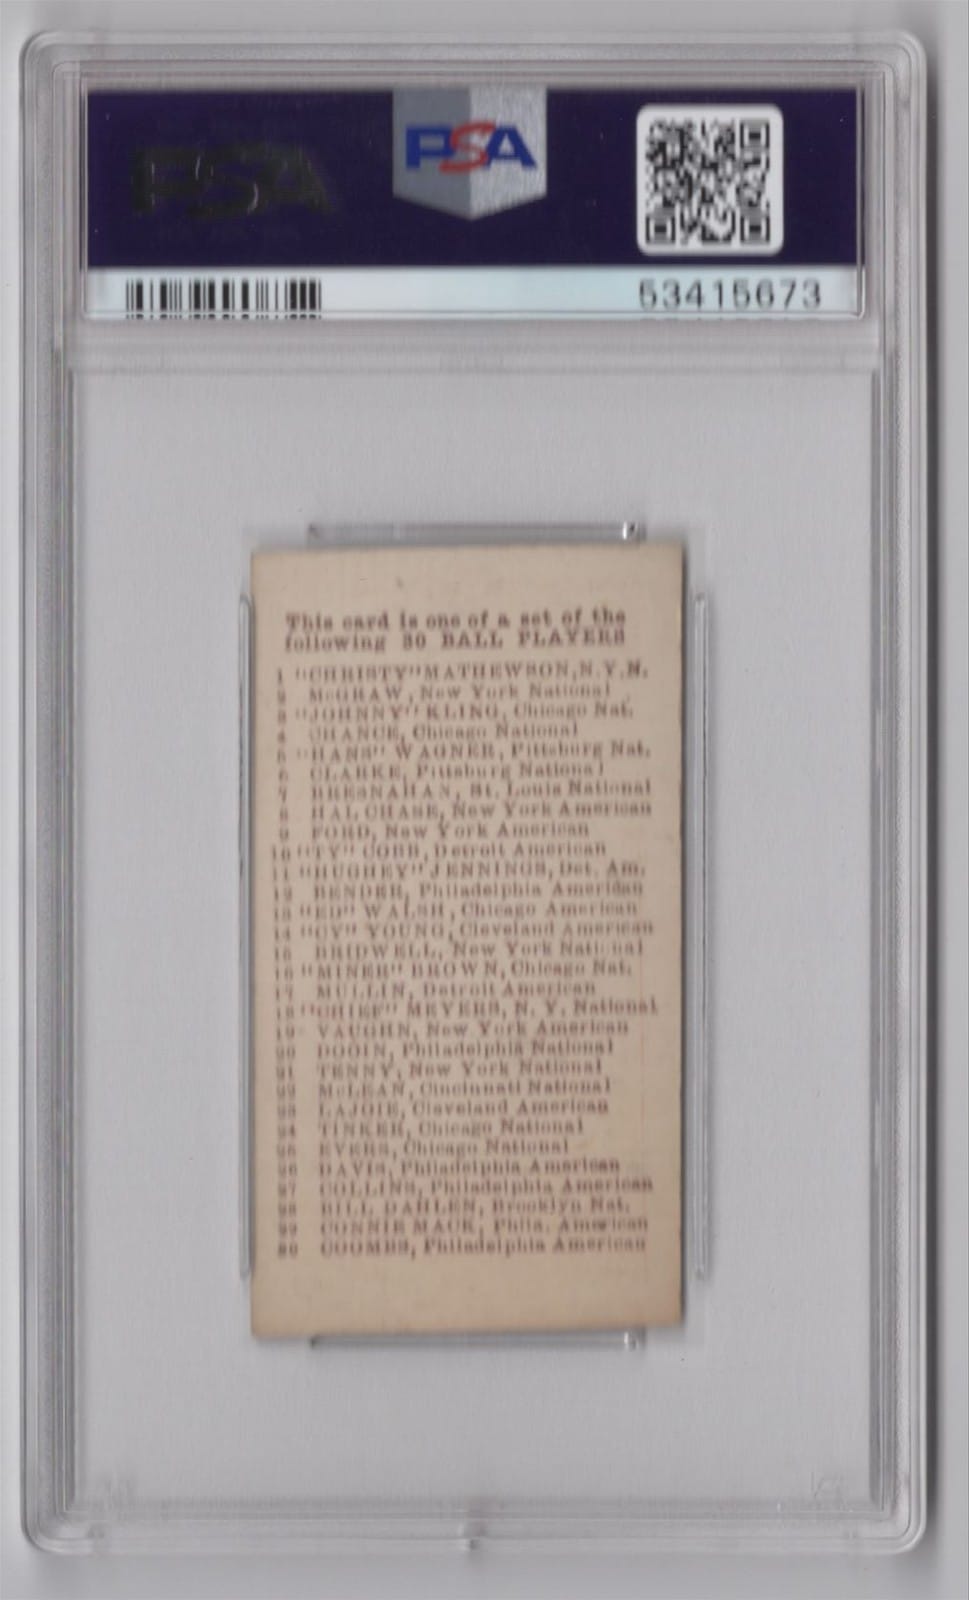 PSA
PSA
53415673
This card is one of a set of the
following 30 BALL PLAYERS
1 "CHRISTY" MATHEWSON, N.Y.N.
2 McGRAW, New York National
3 "JOHNNY" KLING, Chicago Nat.
4 CHANCE, Chicago National
5 "HANS" WAGNER, Pittsburg Nat.
6 CLARKE, Pittsburg National
7 BRESNAHAN, St. Louis National
8 HAL CHASE, New York American
9 FORD, New York American
10 "TY" COBB, Detroit American
11 "HUGHEY" JENNINGS, Det. Am.
12 BENDER, Philadelphia American
13 "ED" WALSH, Chicago American
14 "CY" YOUNG, Cleveland American
15 BRIDWELL, New York National
16 "MINER" BROWN, Chicago Nat.
17 MULLIN, Detroit American
18 "CHIEF" MEYERS, N. Y. National
19 VAUGHN, New York American
20 DOOIN, Philadelphia National
21 TENNY, New York National
22 McLEAN, Cincinnati National
23 LAJOIE, Cleveland American
24 TINKER, Chicago National
25 EVERS, Chicago National
26 DAVIS, Philadelphia American
27 COLLINS, Philadelphia American
28 BILL DAHLEN, Brooklyn Nat.
29 CONNIE MACK, Phila. American
30 COOMBS, Philadelphia American